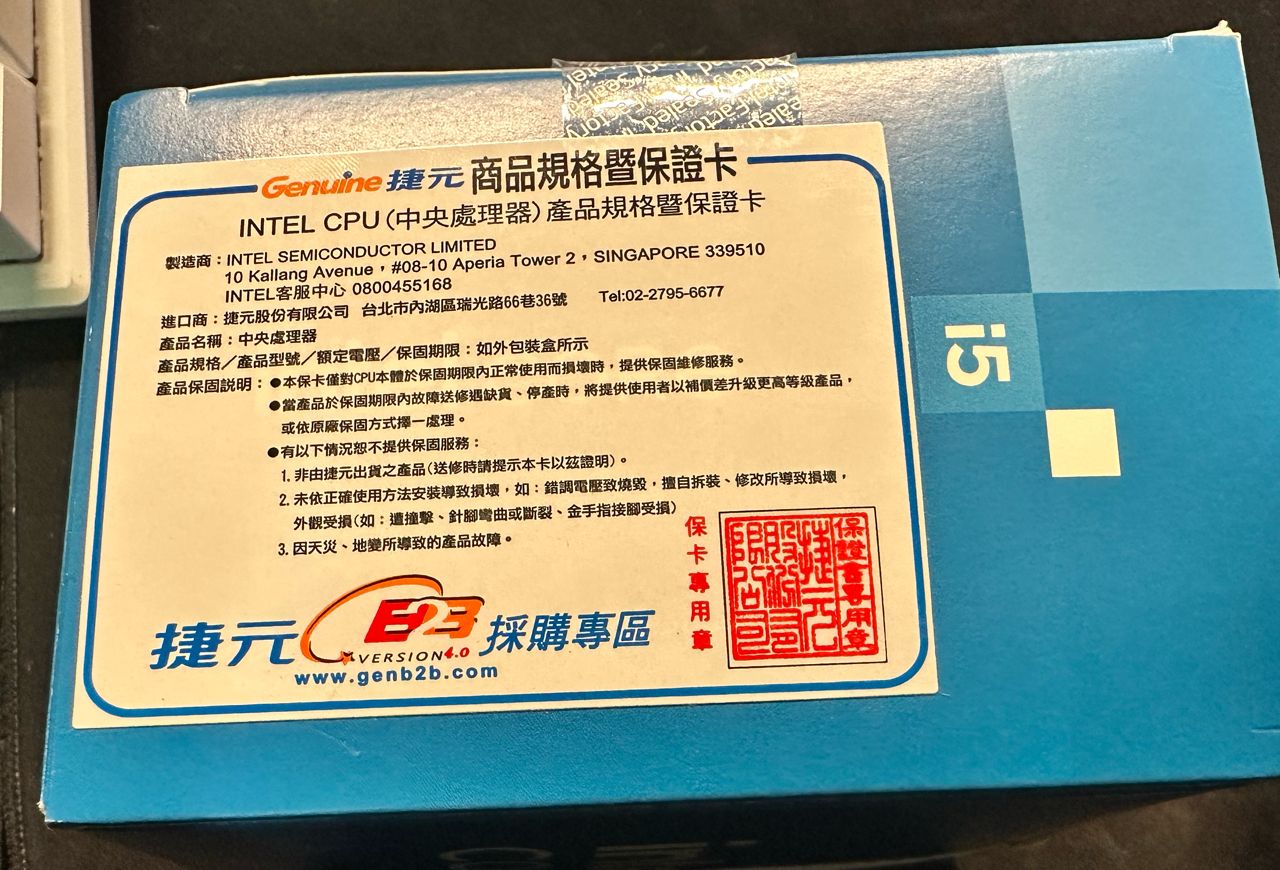 Genuine 捷元 商品規格暨保證卡
INTEL CPU(中央處理器)產品規格暨保證卡
製造商：INTEL SEMICONDUCTOR LIMITED
10 Kallang Avenue，#08-10 Aperia Tower 2，SINGAPORE 339510
INTEL客服中心 0800455168
進口商：捷元股份有限公司 台北市內湖區瑞光路66巷36號 Tel:02-2795-6677
產品名稱：中央處理器
產品規格／產品型號／額定電壓／保固期限：如外包裝盒所示
產品保固說明：●本保卡僅對CPU本體於保固期限內正常使用而損壞時，提供保固維修服務。
●當產品於保固期限內故障送修遇缺貨、停產時，將提供使用者以補價差升級更高等級產品，
或依原廠保固方式擇一處理。
●有以下情況恕不提供保固服務：
1. 非由捷元出貨之產品(送修時請提示本卡以茲證明)。
2. 未依正確使用方法安裝導致損壞，如：錯調電壓致燒毀，擅自拆裝、修改所導致損壞，
外觀受損(如：遭撞擊、針腳彎曲或斷裂、金手指接腳受損)
3. 因天災、地變所導致的產品故障。
保卡專用章
保證書專用章
捷元股份有限公司
捷元 B2B 採購專區
VERSION4.0
www.genb2b.com
i5
Factory Sealed